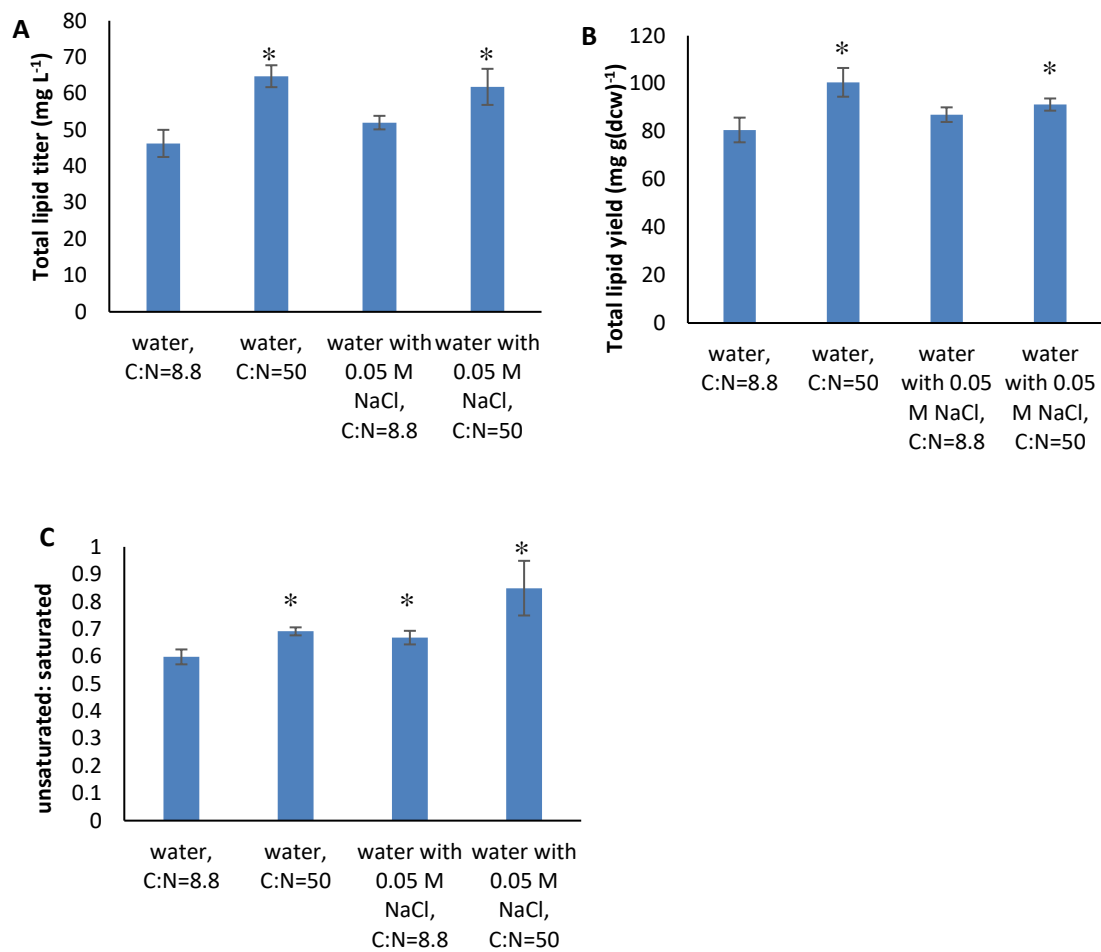 A
Total lipid titer (mg L-1)
80
70
60
50
40
30
20
10
0
*
*
water,
C:N=8.8
water,
C:N=50
water with
0.05 M
NaCl,
C:N=8.8
water with
0.05 M
NaCl,
C:N=50
B
Total lipid yield (mg g(dcw)-1
120
100
80
60
40
20
0
*
*
water,
C:N=8.8
water,
C:N=50
water
with 0.05
M NaCl,
C:N=8.8
water
with 0.05
M NaCl,
C:N=50
C
unsaturated: saturated
1
0.9
0.8
0.7
0.6
0.5
0.4
0.3
0.2
0.1
0
*
*
*
water,
C:N=8.8
water,
C:N=50
water with
0.05 M
NaCl,
C:N=8.8
water with
0.05 M
NaCl,
C:N=50